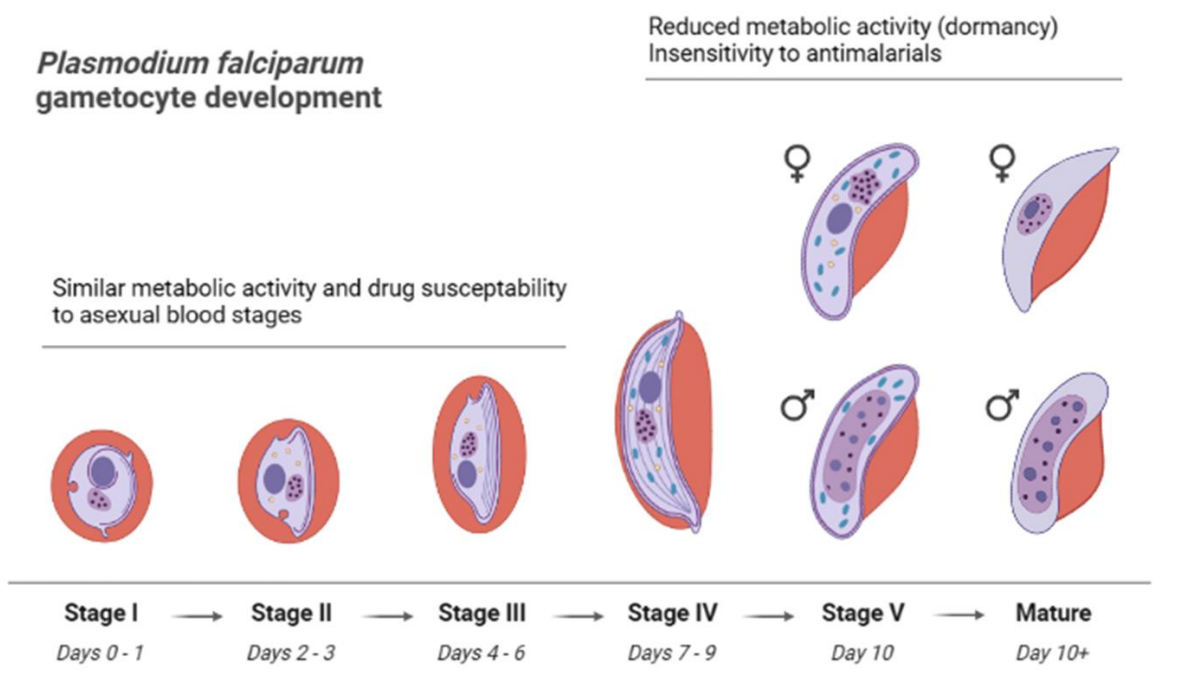 Plasmodium falciparum
gametocyte development
Reduced metabolic activity (dormancy)
Insensitivity to antimalarials
Similar metabolic activity and drug susceptability
to asexual blood stages
♀ ♀
♂ ♂
Stage I → Stage II → Stage III → Stage IV → Stage V → Mature
Days 0 - 1 Days 2 - 3 Days 4 - 6 Days 7 - 9 Day 10 Day 10+